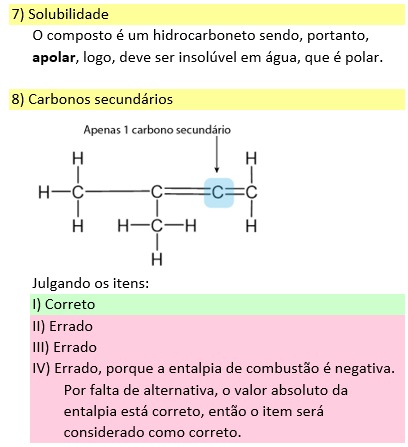 7) Solubilidade
O composto é um hidrocarboneto sendo, portanto,
apolar, logo, deve ser insolúvel em água, que é polar.
8) Carbonos secundários
Apenas 1 carbono secundário
H H
H C C C C
H H C H H
H
Julgando os itens:
I) Correto
II) Errado
III) Errado
IV) Errado, porque a entalpia de combustão é negativa.
Por falta de alternativa, o valor absoluto da
entalpia está correto, então o item será
considerado como correto.